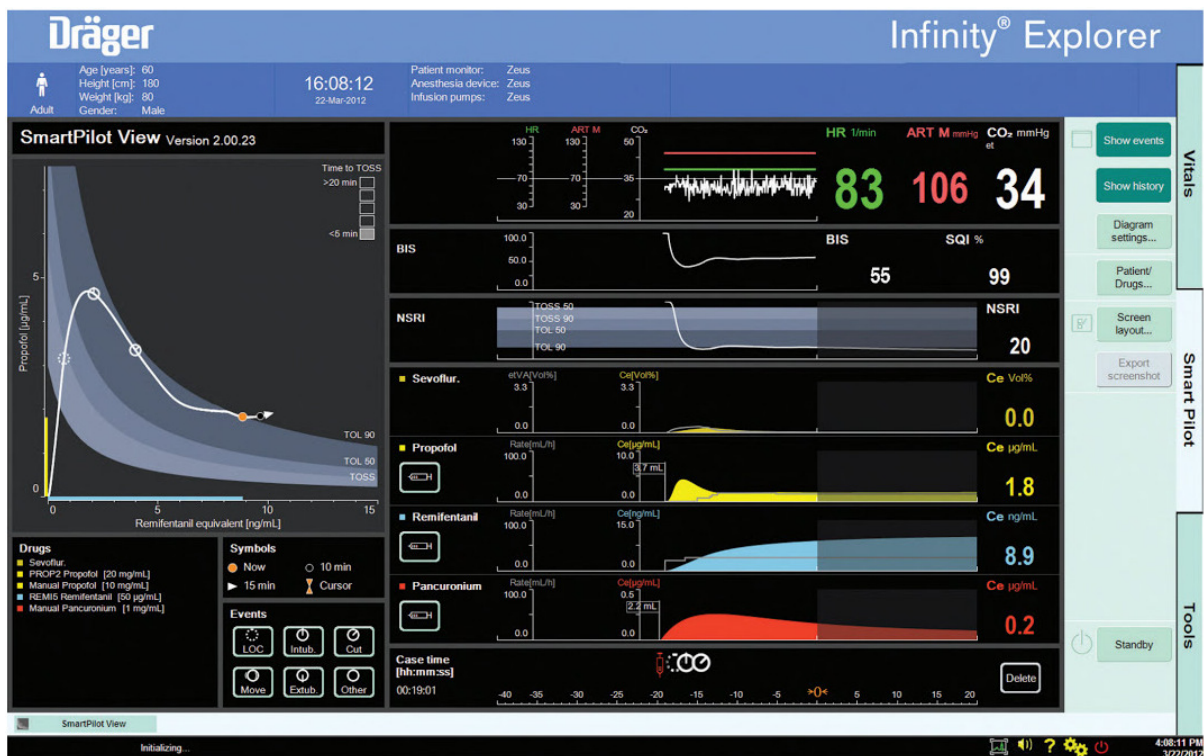 Dräger
Infinity® Explorer
Adult
Age [years]: 60
Height [cm]: 180
Weight [kg]: 80
Gender: Male
16:08:12
22-Mar-2012
Patient monitor: Zeus
Anesthesia device: Zeus
Infusion pumps: Zeus
SmartPilot View Version 2.00.23
Time to TOSS
>20 min
<5 min
Propofol [µg/mL]
5
0
TOL 90
TOL 50
TOSS
0 5 10 15
Remifentanil equivalent [ng/mL]
Drugs
Sevoflur.
PROP2 Propofol [20 mg/mL]
Manual Propofol [10 mg/mL]
REMI5 Remifentanil [50 µg/mL]
Manual Pancuronium [1 mg/mL]
Symbols
Now 10 min
15 min Cursor
Events
LOC Intub. Cut
Move Extub. Other
HR ART M CO₂
130 130 50
70 70 35
30 30 20
HR 1/min ART M mmHg CO₂ mmHg
et
83 106 34
BIS
100.0
50.0
0.0
BIS SQI %
55 99
NSRI
TOSS 50
TOSS 90
TOL 50
TOL 90
NSRI
20
Sevoflur.
etVA[Vol%] Ce[Vol%]
3.3 3.3
0.0 0.0
Ce Vol%
0.0
Propofol
Rate[mL/h] Ce[µg/mL]
100.0 10.0
3.7 mL
0.0 0.0
Ce µg/mL
1.8
Remifentanil
Rate[mL/h] Ce[ng/mL]
100.0 15.0
0.0 0.0
Ce ng/mL
8.9
Pancuronium
Rate[mL/h] Ce[µg/mL]
100.0 0.5
2.2 mL
0.0 0.0
Ce µg/mL
0.2
Case time
[hh:mm:ss]
00:19:01
-40 -35 -30 -25 -20 -15 -10 -5 >0< 5 10 15 20
Delete
Show events
Show history
Diagram
settings...
Patient/
Drugs...
Screen
layout...
Export
screenshot
Standby
Vitals
Smart Pilot
Tools
SmartPilot View
Initializing...
?
4:08:11 PM
3/22/2012